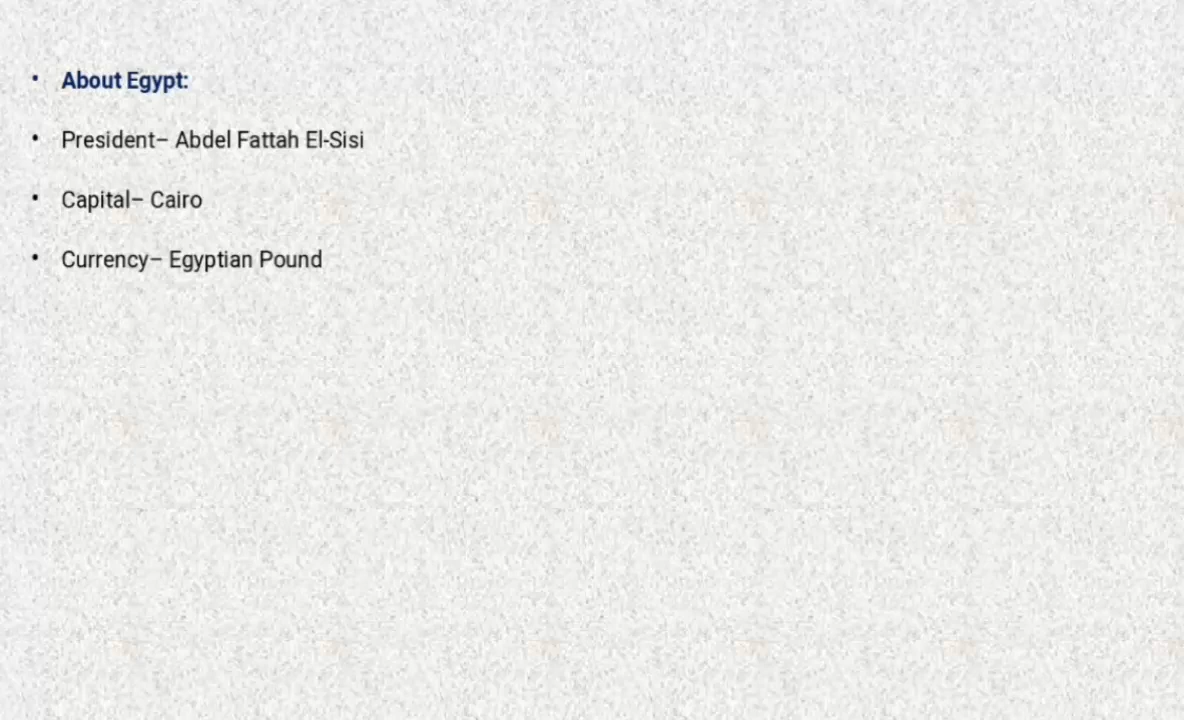 • About Egypt:
• President– Abdel Fattah El-Sisi
• Capital– Cairo
• Currency– Egyptian Pound